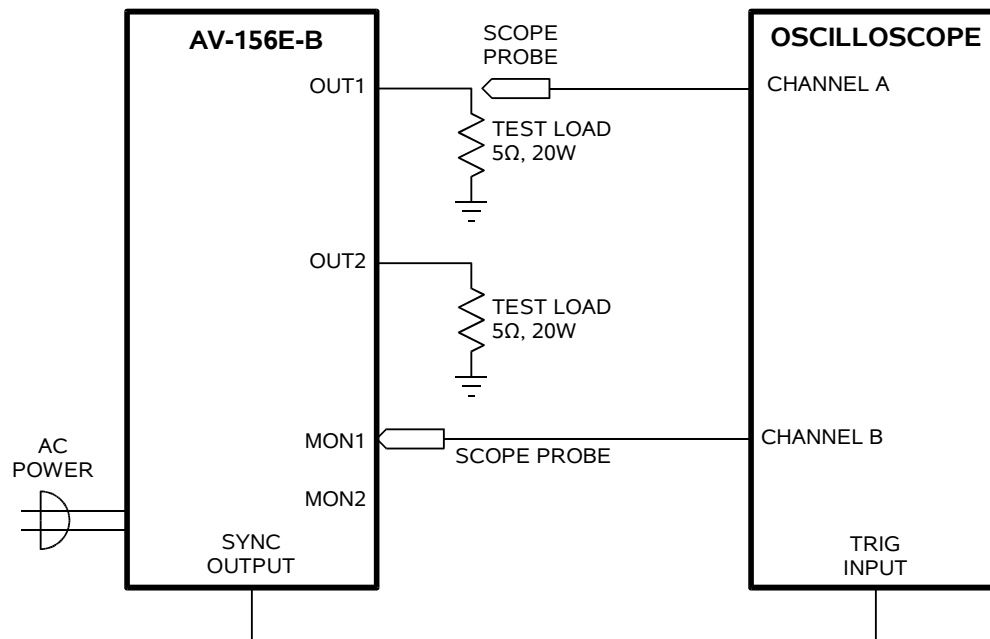 AV-156E-B
OUT1
SCOPE
PROBE
TEST LOAD
5Ω, 20W
OUT2
TEST LOAD
5Ω, 20W
MON1
SCOPE PROBE
MON2
AC
POWER
SYNC
OUTPUT
OSCILLOSCOPE
CHANNEL A
CHANNEL B
TRIG
INPUT